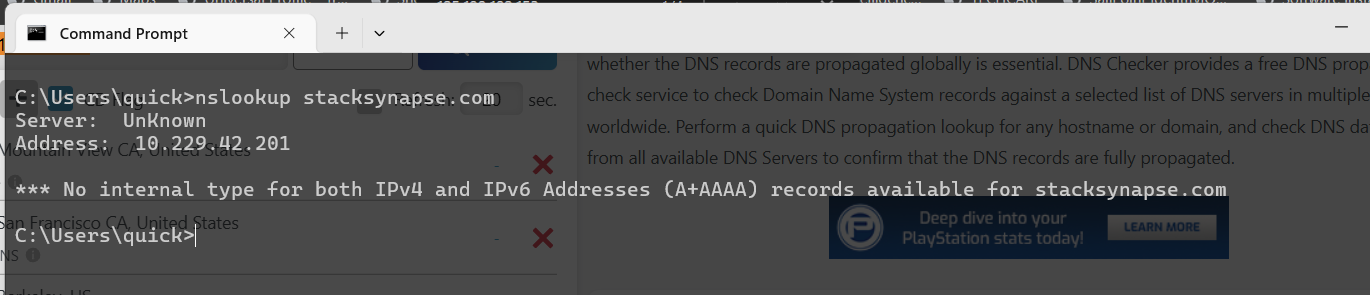 Command Prompt
whether the DNS records are propagated globally is essential. DNS Checker provides a free DNS prop
C:\Users\quick>nslookup stacksynapse.com
sec.
check service to check Domain Name System records against a selected list of DNS servers in multiple
Server: UnKnown
worldwide. Perform a quick DNS propagation lookup for any hostname or domain, and check DNS da
Address: 10.229.42.201
Mountain View CA, United States
from all available DNS Servers to confirm that the DNS records are fully propagated.
-
*** No internal type for both IPv4 and IPv6 Addresses (A+AAAA) records available for stacksynapse.com
San Francisco CA, United States
Deep dive into your
PlayStation stats today!
LEARN MORE
C:\Users\quick>
-
NS